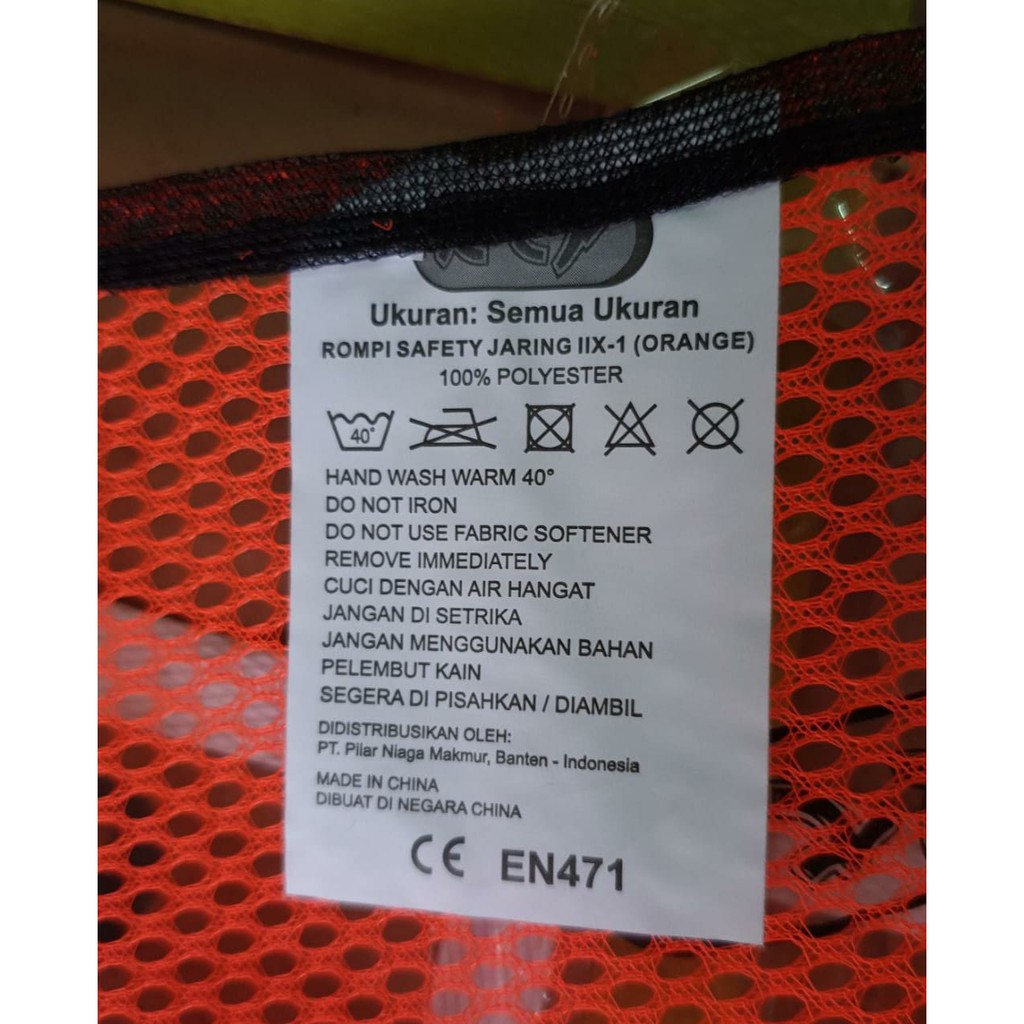 Ukuran: Semua Ukuran
ROMPI SAFETY JARING IIX-1 (ORANGE)
100% POLYESTER
40°
HAND WASH WARM 40°
DO NOT IRON
DO NOT USE FABRIC SOFTENER
REMOVE IMMEDIATELY
CUCI DENGAN AIR HANGAT
JANGAN DI SETRIKA
JANGAN MENGGUNAKAN BAHAN
PELEMBUT KAIN
SEGERA DI PISAHKAN / DIAMBIL
DIDISTRIBUSIKAN OLEH:
PT. Pilar Niaga Makmur, Banten - Indonesia
MADE IN CHINA
DIBUAT DI NEGARA CHINA
CE EN471